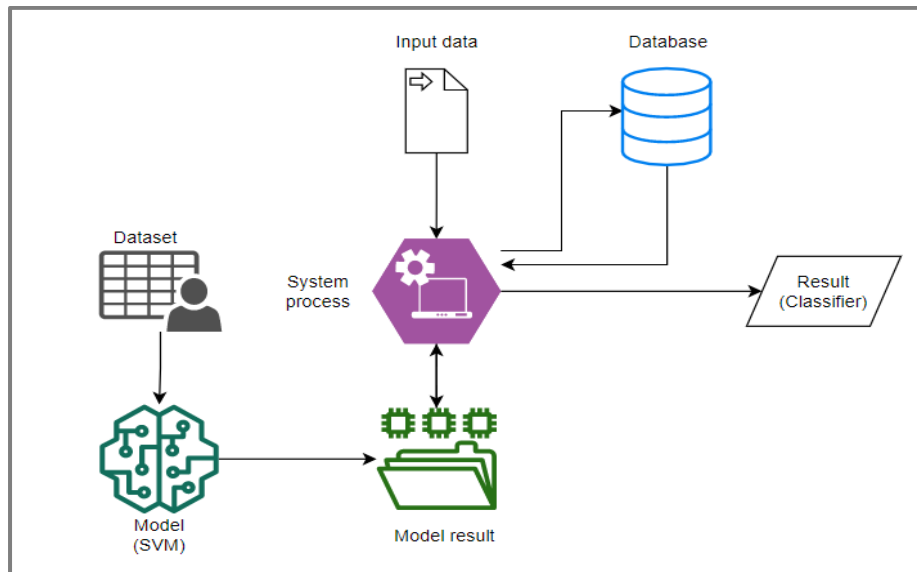 Input data
Database
Dataset
System
process
Result
(Classifier)
Model
(SVM)
Model result